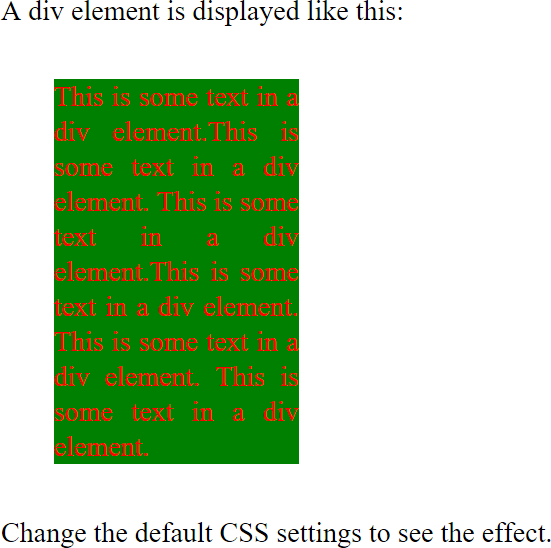 A div element is displayed like this:
This is some text in a
div element.This is
some text in a div
element. This is some
text in a div
element.This is some
text in a div element.
This is some text in a
div element. This is
some text in a div
element.
Change the default CSS settings to see the effect.